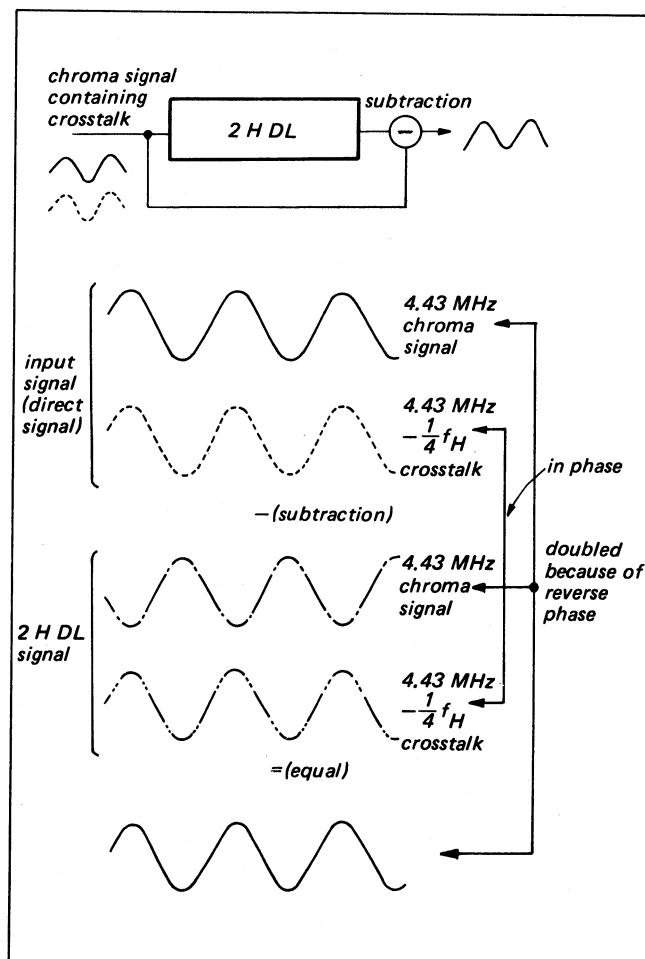 chroma signal
containing
crosstalk
2 H DL
subtraction
−
input
signal
(direct
signal)
4.43 MHz
chroma
signal
4.43 MHz
− 1/4 fH
crosstalk
in phase
− (subtraction)
2 H DL
signal
4.43 MHz
chroma
signal
doubled
because of
reverse
phase
4.43 MHz
− 1/4 fH
crosstalk
= (equal)